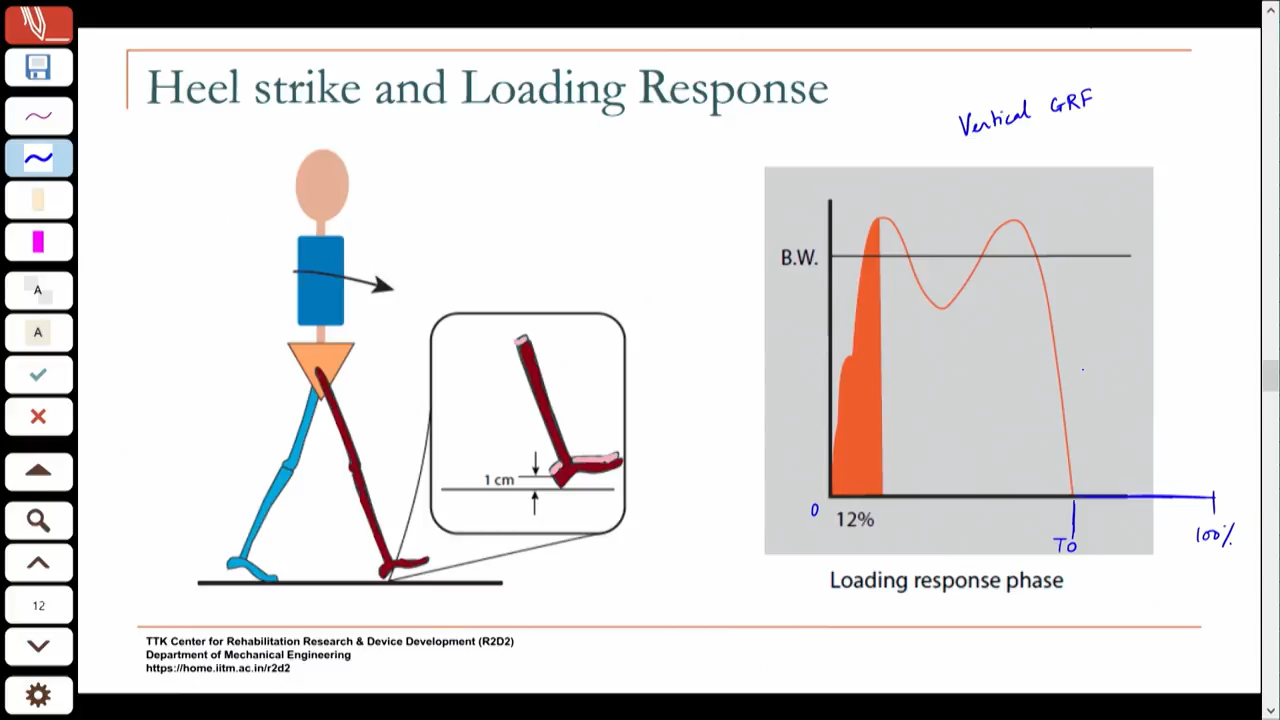 Heel strike and Loading Response
Vertical GRF
B.W.
1 cm
0
12%
TO
100%
Loading response phase
TTK Center for Rehabilitation Research & Device Development (R2D2)
Department of Mechanical Engineering
https://home.iitm.ac.in/r2d2
A
A
12